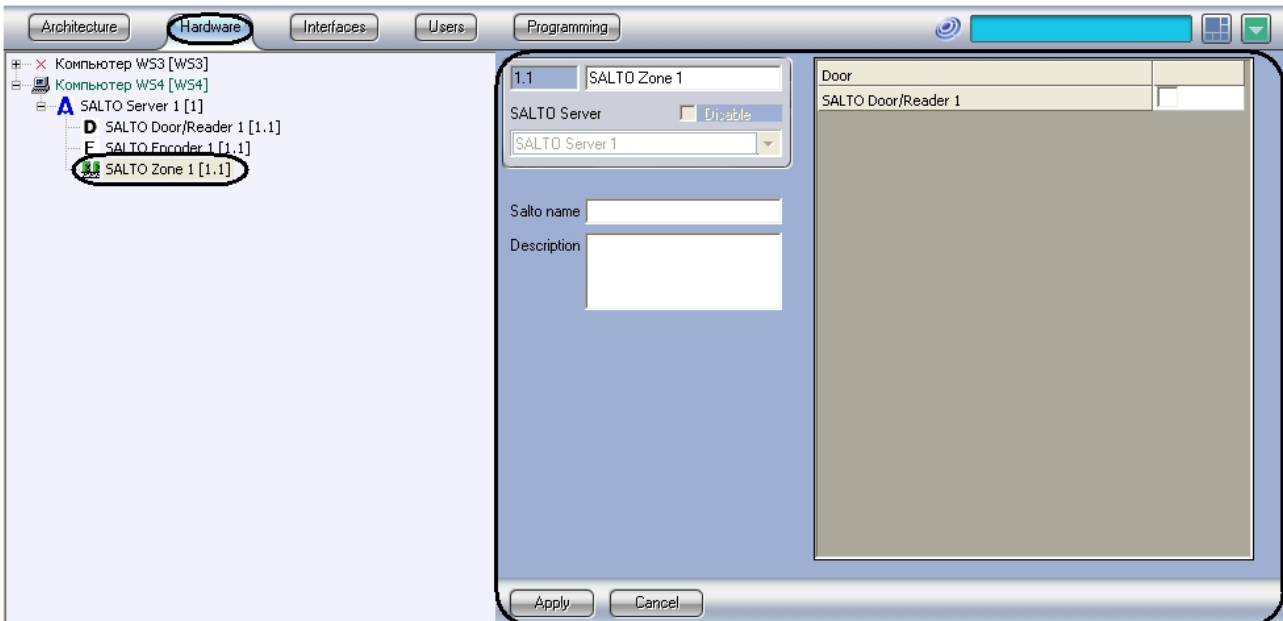 Architecture Hardware Interfaces Users Programming
Компьютер WS3 [WS3]
Компьютер WS4 [WS4]
A SALTO Server 1 [1]
D SALTO Door/Reader 1 [1.1]
E SALTO Encoder 1 [1.1]
SALTO Zone 1 [1.1]
1.1 SALTO Zone 1
SALTO Server Disable
SALTO Server 1
Salto name
Description
Door
SALTO Door/Reader 1
Apply Cancel